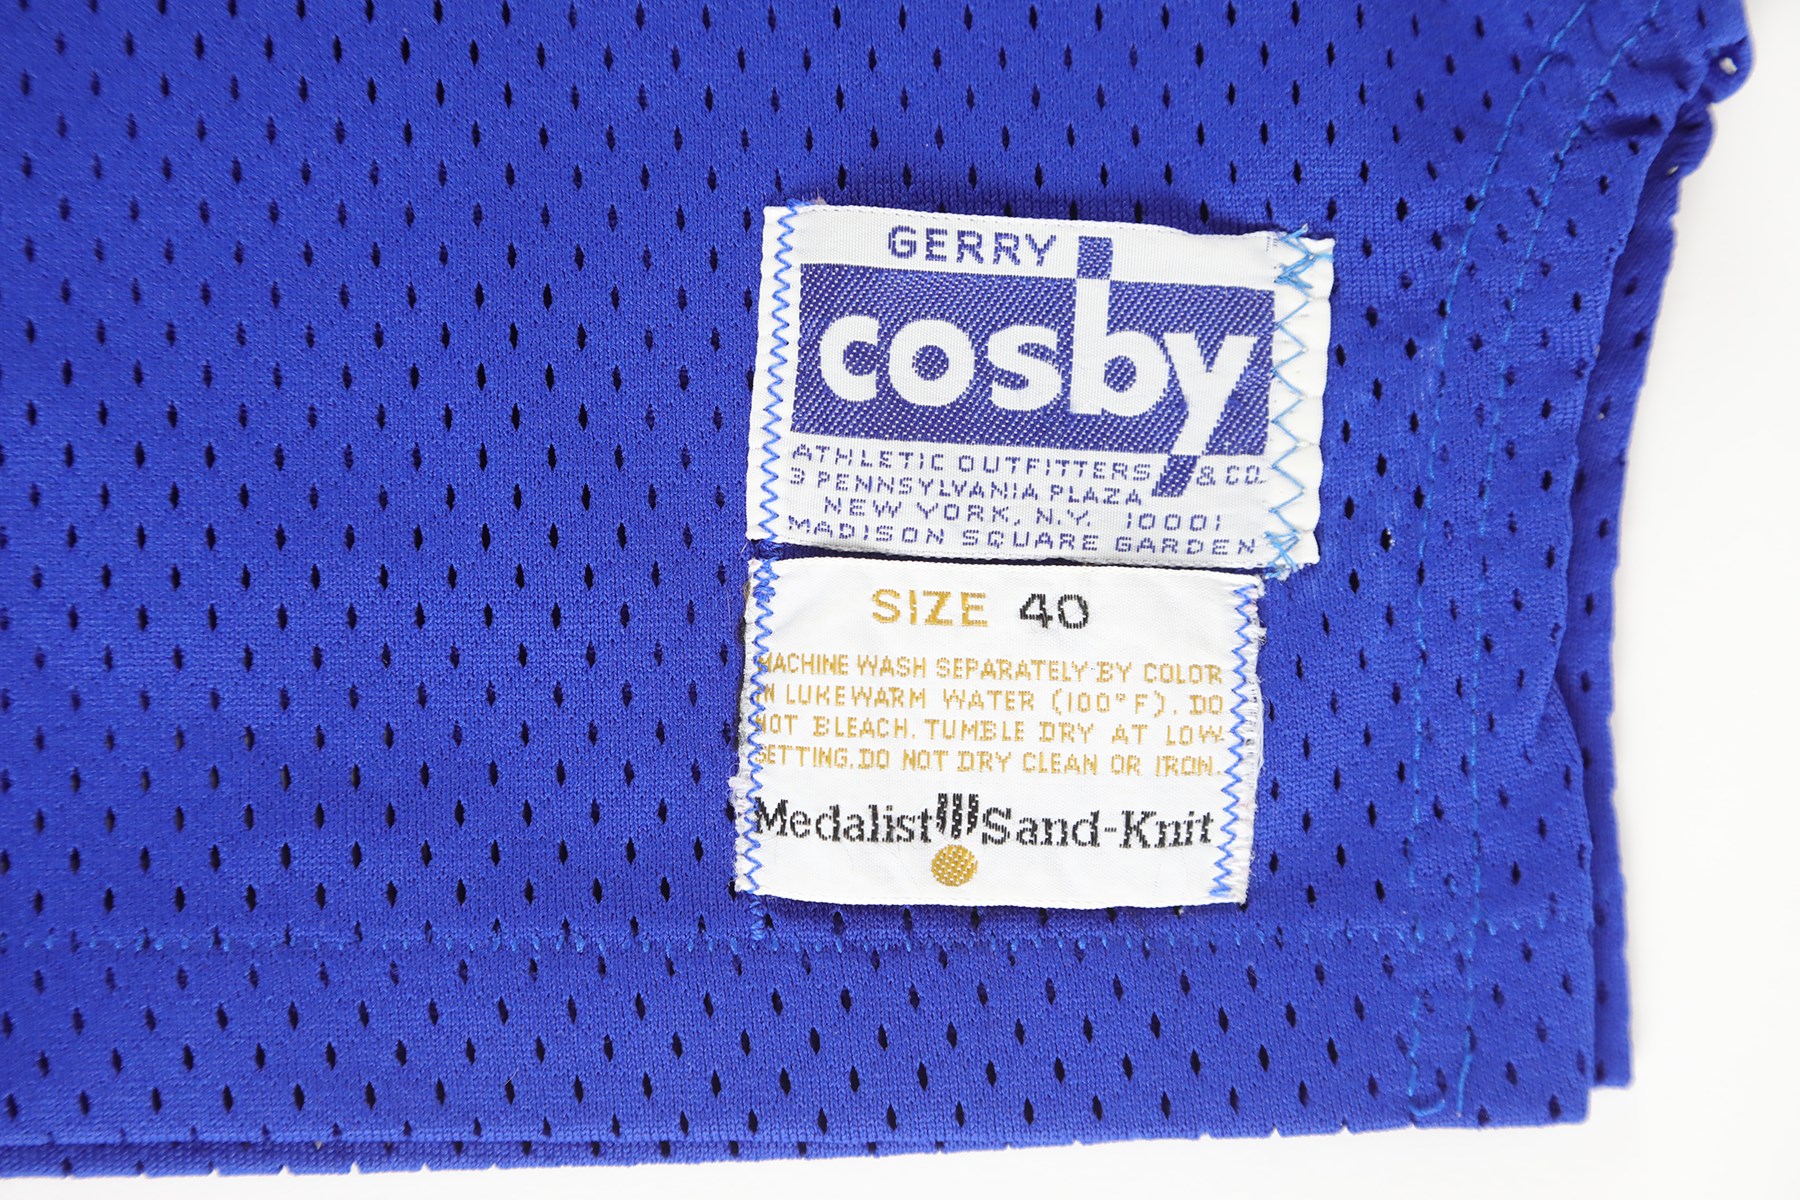 GERRY
cosby
ATHLETIC OUTFITTERS & CO.
3 PENNSYLVANIA PLAZA
NEW YORK, N.Y. 10001
MADISON SQUARE GARDEN
SIZE 40
MACHINE WASH SEPARATELY BY COLOR
IN LUKEWARM WATER (100°F). DO
NOT BLEACH. TUMBLE DRY AT LOW
SETTING. DO NOT DRY CLEAN OR IRON.
Medalist Sand-Knit